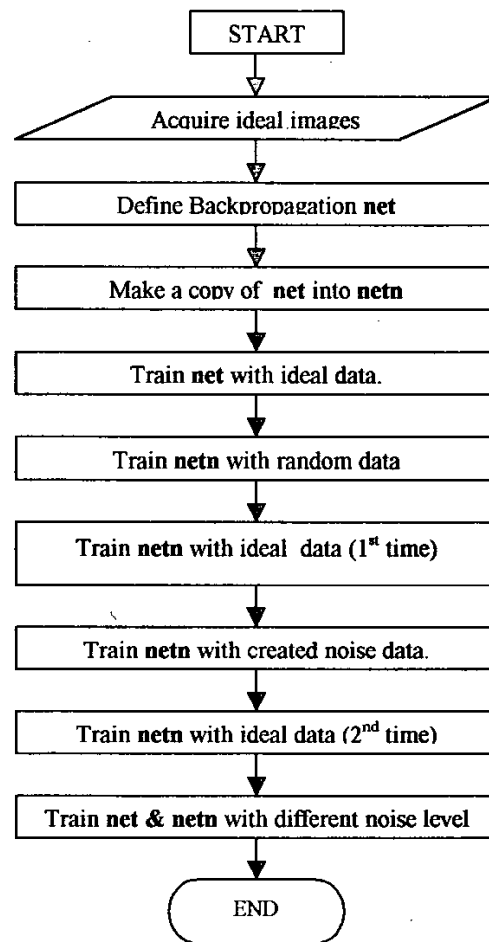 START
Acquire ideal images
Define Backpropagation net
Make a copy of net into netn
Train net with ideal data.
Train netn with random data
Train netn with ideal data (1st time)
Train netn with created noise data.
Train netn with ideal data (2nd time)
Train net & netn with different noise level
END